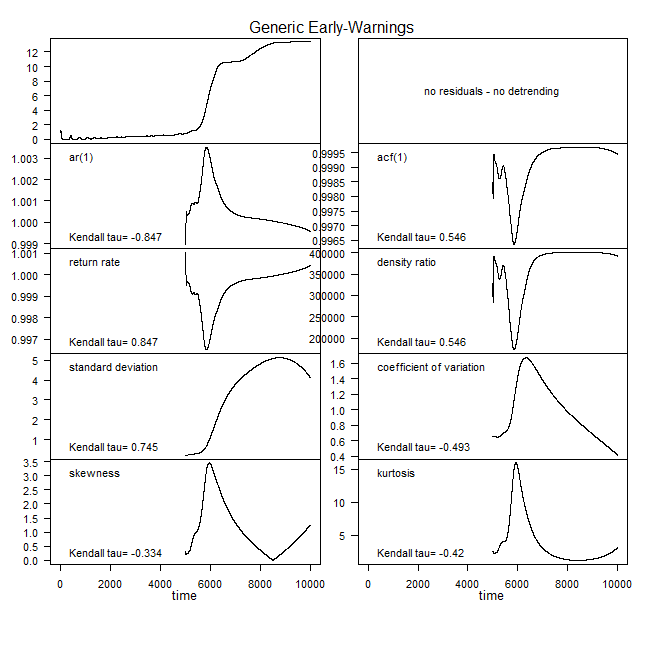 Generic Early-Warnings
12
10
8
6
4
2
0
no residuals - no detrending
ar(1)
1.003
1.002
1.001
1.000
0.999
Kendall tau= -0.847
acf(1)
0.9995
0.9990
0.9985
0.9980
0.9975
0.9970
0.9965
Kendall tau= 0.546
return rate
1.001
1.000
0.999
0.998
0.997
Kendall tau= 0.847
density ratio
400000
350000
300000
250000
200000
Kendall tau= 0.546
standard deviation
5
4
3
2
1
Kendall tau= 0.745
coefficient of variation
1.6
1.4
1.2
1.0
0.8
0.6
0.4
Kendall tau= -0.493
skewness
3.5
3.0
2.5
2.0
1.5
1.0
0.5
0.0
Kendall tau= -0.334
0 2000 4000 6000 8000 10000
time
kurtosis
15
10
5
Kendall tau= -0.42
0 2000 4000 6000 8000 10000
time